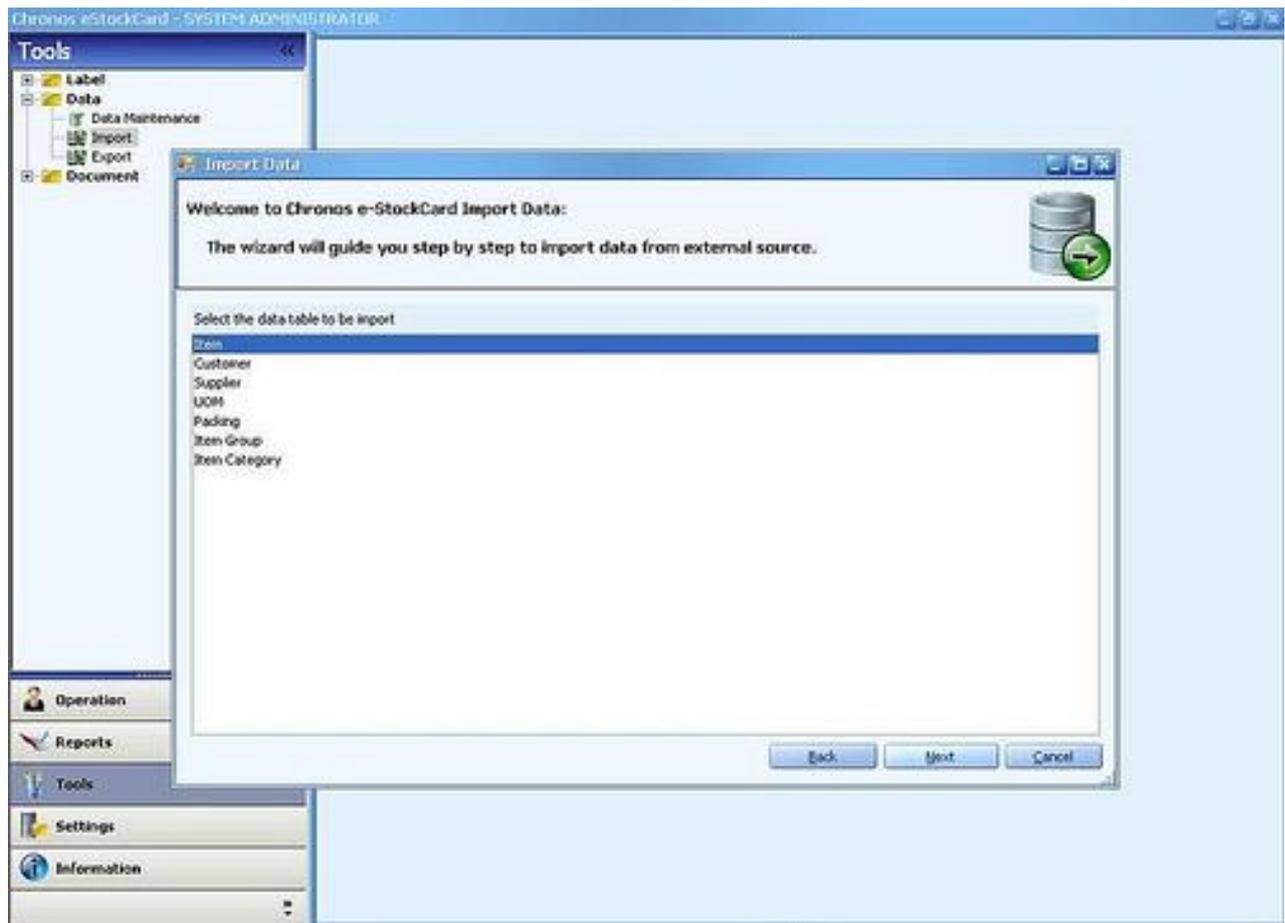 Chronos eStockCard - SYSTEM ADMINISTRATOR
Tools
Label
Data
Data Maintenance
Import
Export
Document
Import Data
Welcome to Chronos e-StockCard Import Data:
The wizard will guide you step by step to import data from external source.
Select the data table to be import
Item
Customer
Supplier
UOM
Packing
Item Group
Item Category
Back
Next
Cancel
Operation
Reports
Tools
Settings
Information